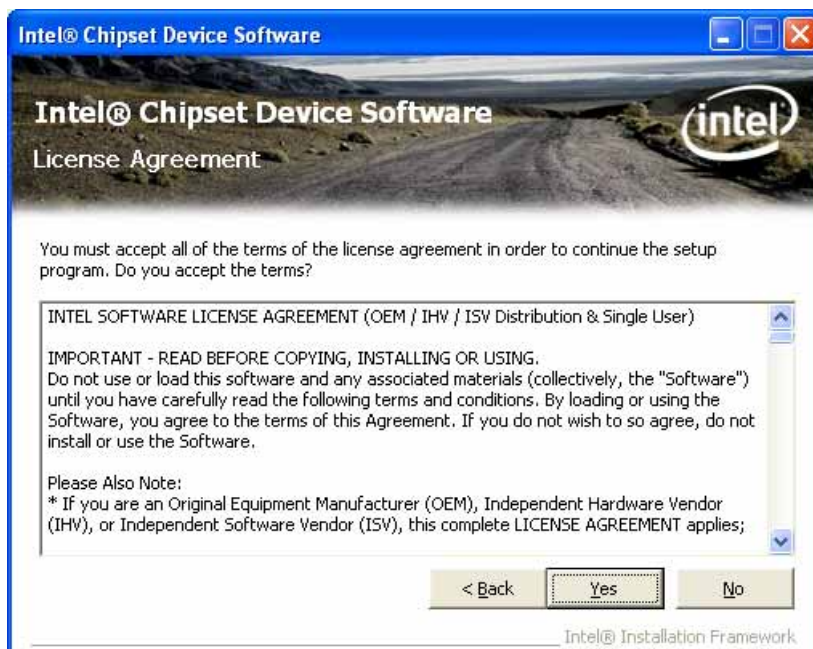 Intel® Chipset Device Software
Intel® Chipset Device Software
intel
License Agreement
You must accept all of the terms of the license agreement in order to continue the setup
program. Do you accept the terms?
INTEL SOFTWARE LICENSE AGREEMENT (OEM / IHV / ISV Distribution & Single User)
IMPORTANT - READ BEFORE COPYING, INSTALLING OR USING.
Do not use or load this software and any associated materials (collectively, the "Software")
until you have carefully read the following terms and conditions. By loading or using the
Software, you agree to the terms of this Agreement. If you do not wish to so agree, do not
install or use the Software.
Please Also Note:
* If you are an Original Equipment Manufacturer (OEM), Independent Hardware Vendor
(IHV), or Independent Software Vendor (ISV), this complete LICENSE AGREEMENT applies;
< Back Yes No
Intel® Installation Framework